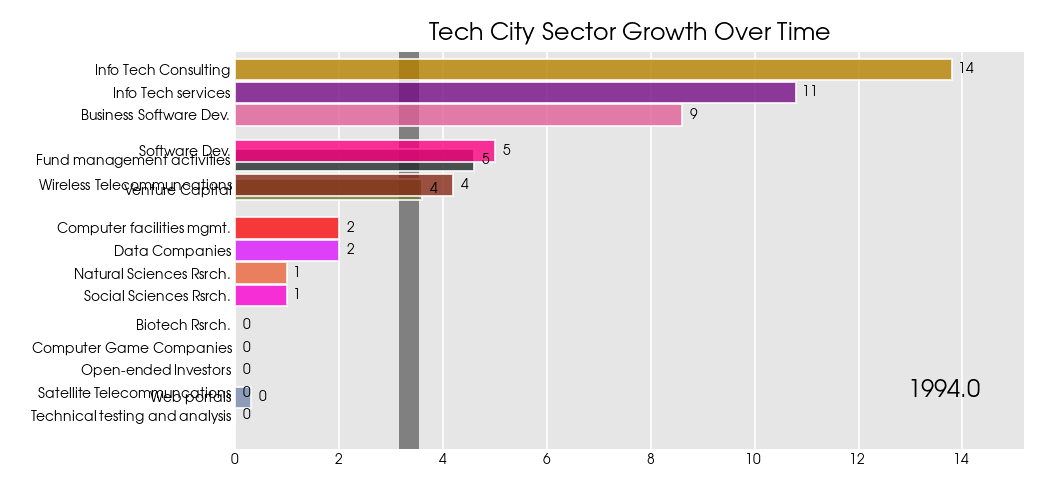 Tech City Sector Growth Over Time
Info Tech Consulting 14
Info Tech services 11
Business Software Dev. 9
Software Dev. 5
Fund management activities 5
Wireless Telecommuncations 4
Venture Capital 4
Computer facilities mgmt. 2
Data Companies 2
Natural Sciences Rsrch. 1
Social Sciences Rsrch. 1
Biotech Rsrch. 0
Computer Game Companies 0
Open-ended Investors 0
Satellite Telecommuncations 0
Web portals 0
Technical testing and analysis 0
1994.0
0 2 4 6 8 10 12 14